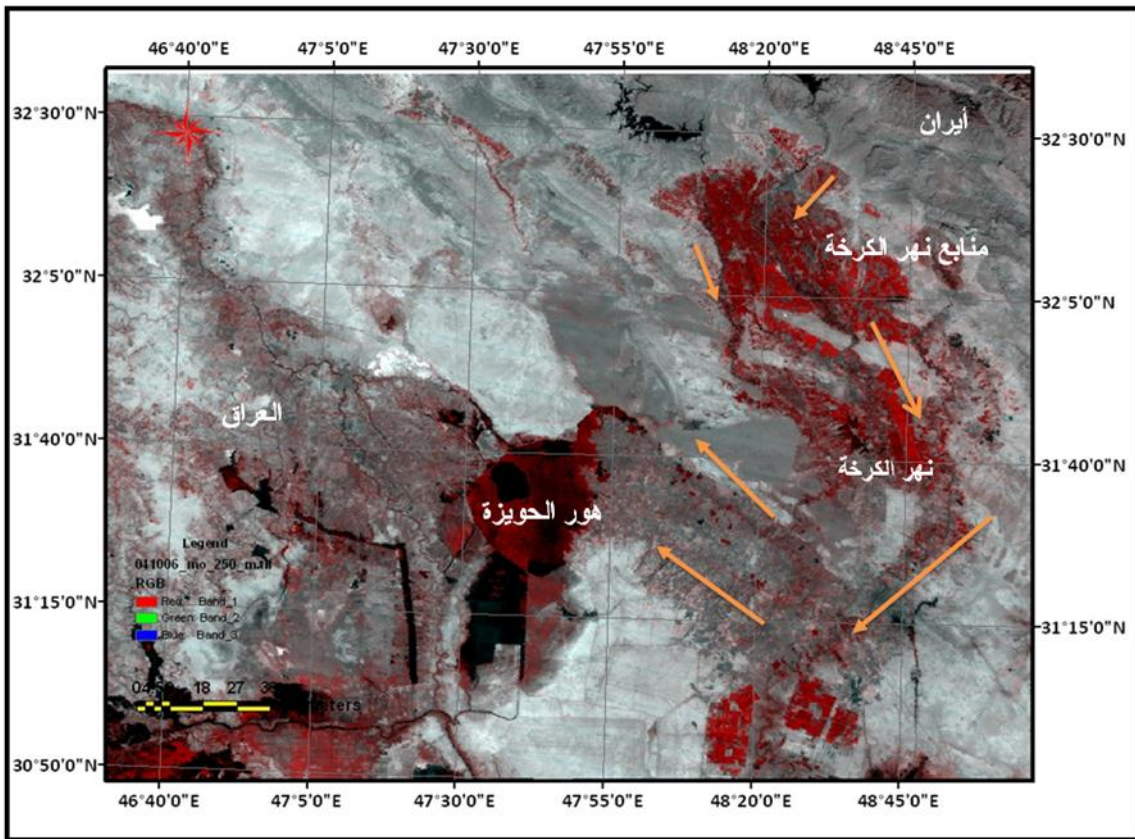 46°40'0"E 47°5'0"E 47°30'0"E 47°55'0"E 48°20'0"E 48°45'0"E
32°30'0"N
32°30'0"N
أيران
منابع نهر الكرخة
32°5'0"N
32°5'0"N
العراق
31°40'0"N
31°40'0"N
نهر الكرخة
هور الحويزة
Legend
RGB
31°15'0"N
Red: Band_1
31°15'0"N
Green: Band_2
Blue: Band_3
18 27
30°50'0"N
46°40'0"E 47°5'0"E 47°30'0"E 47°55'0"E 48°20'0"E 48°45'0"E